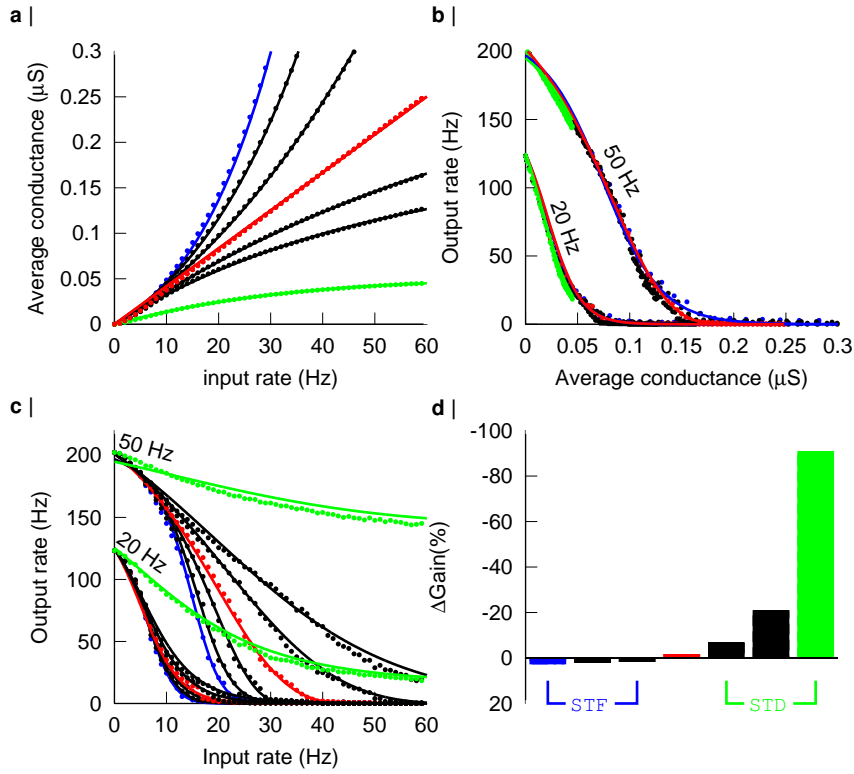 a |
b |
0.3
0.25
0.2
0.15
0.1
0.05
0
Average conductance (μS)
0
10
20
30
40
50
60
input rate (Hz)
200
150
100
50
0
Output rate (Hz)
50 Hz
20 Hz
0
0.05
0.1
0.15
0.2
0.25
0.3
Average conductance (μS)
c |
d |
200
150
100
50
0
Output rate (Hz)
50 Hz
20 Hz
0
10
20
30
40
50
60
Input rate (Hz)
-100
-80
-60
-40
-20
0
20
ΔGain(%)
STF
STD